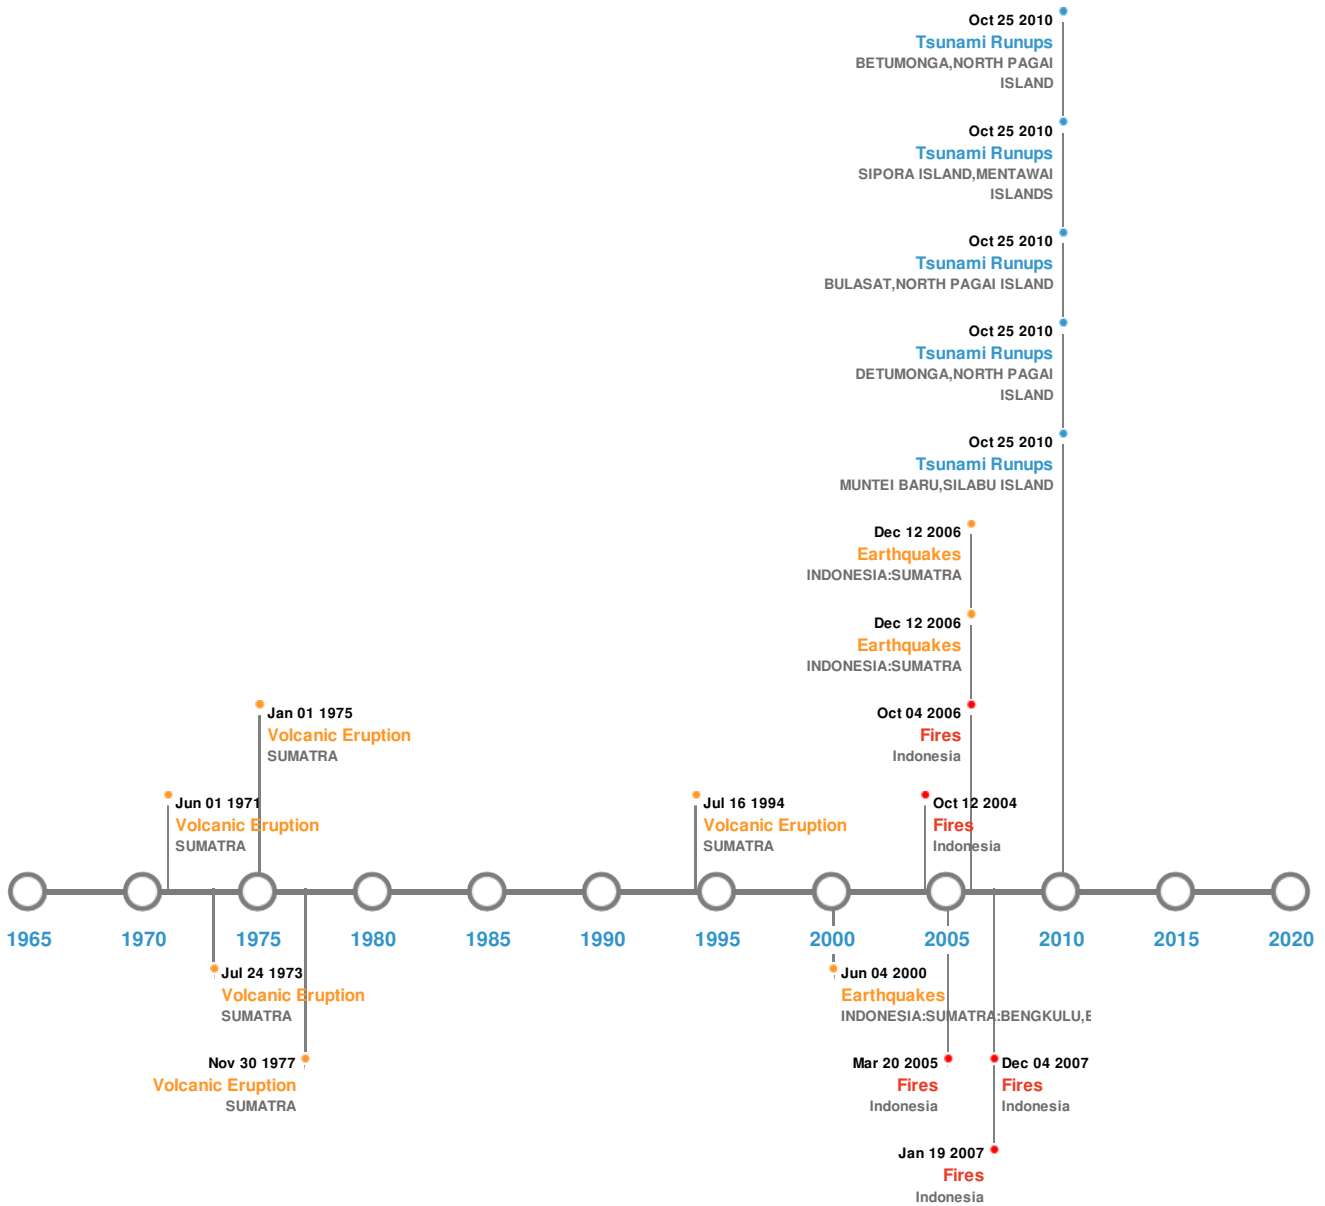 Oct 25 2010
Tsunami Runups
BETUMONGA,NORTH PAGAI
ISLAND
Oct 25 2010
Tsunami Runups
SIPORA ISLAND,MENTAWAI
ISLANDS
Oct 25 2010
Tsunami Runups
BULASAT,NORTH PAGAI ISLAND
Oct 25 2010
Tsunami Runups
DETUMONGA,NORTH PAGAI
ISLAND
Oct 25 2010
Tsunami Runups
MUNTEI BARU,SILABU ISLAND
Dec 12 2006
Earthquakes
INDONESIA:SUMATRA
Dec 12 2006
Earthquakes
INDONESIA:SUMATRA
Oct 04 2006
Fires
Indonesia
Jan 01 1975
Volcanic Eruption
SUMATRA
Jun 01 1971
Volcanic Eruption
SUMATRA
Jul 16 1994
Volcanic Eruption
SUMATRA
Oct 12 2004
Fires
Indonesia
1965 1970 1975 1980 1985 1990 1995 2000 2005 2010 2015 2020
Jul 24 1973
Volcanic Eruption
SUMATRA
Jun 04 2000
Earthquakes
INDONESIA:SUMATRA:BENGKULU,E
Nov 30 1977
Volcanic Eruption
SUMATRA
Mar 20 2005
Fires
Indonesia
Dec 04 2007
Fires
Indonesia
Jan 19 2007
Fires
Indonesia